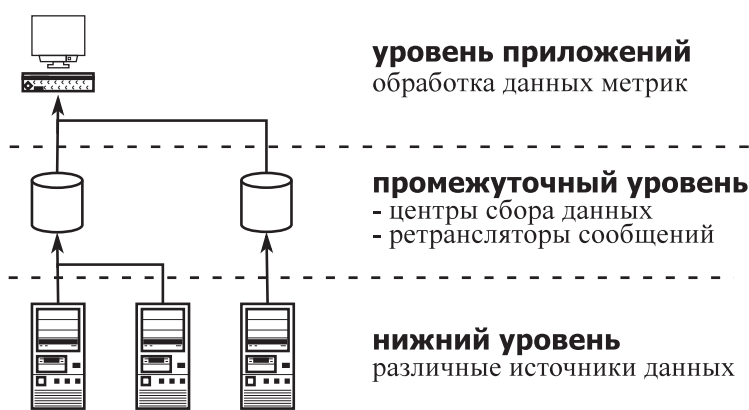 уровень приложений
обработка данных метрик
промежуточный уровень
- центры сбора данных
- ретрансляторы сообщений
нижний уровень
различные источники данных